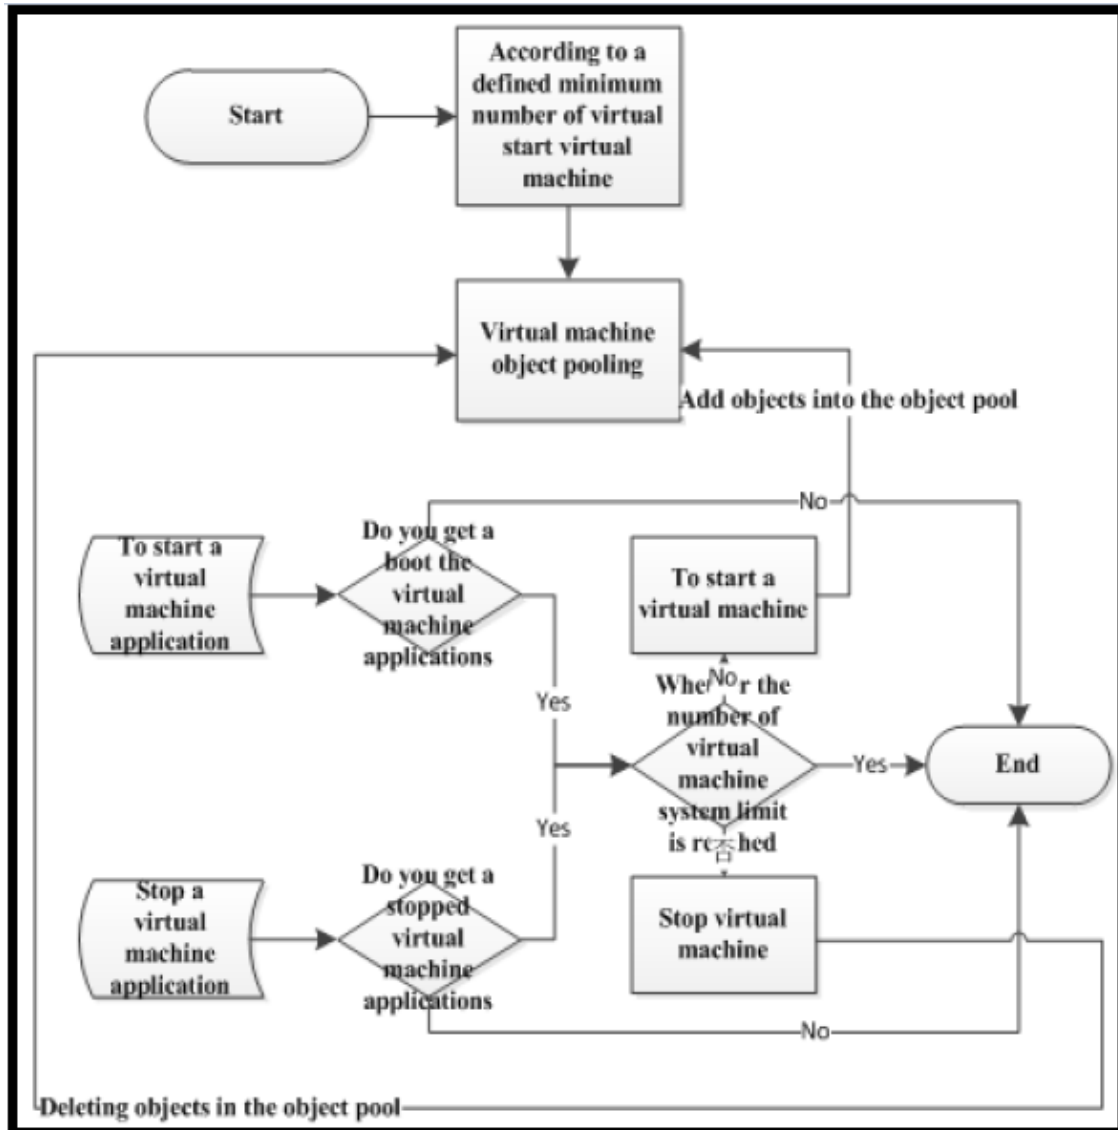 Start
According to a
defined minimum
number of virtual
start virtual
machine
Virtual machine
object pooling
Add objects into the object pool
No
To start a
virtual
machine
application
Do you get a
boot the
virtual
machine
applications
To start a
virtual machine
Yes
No
the
number of
virtual
machine
system limit
is
Yes
End
Yes
否
Stop a
virtual
machine
application
Do you get a
stopped
virtual
machine
applications
Stop virtual
machine
No
Deleting objects in the object pool